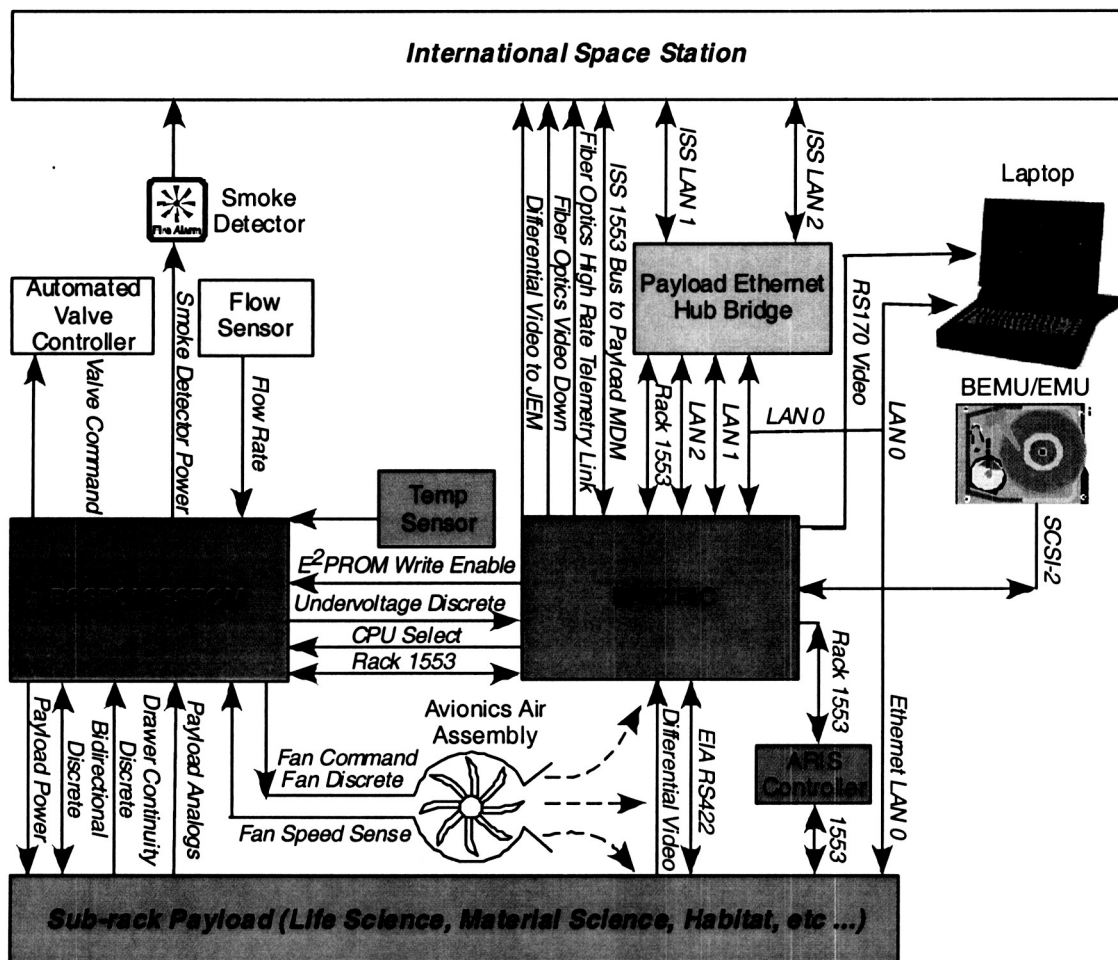 International Space Station
Smoke
Detector
Fire Alarm
Automated
Valve
Controller
Flow
Sensor
Valve Command
Smoke Detector Power
Flow Rate
Temp
Sensor
Differential Video to JEM
Fiber Optics Video Down
Fiber Optics High Rate Telemetry Link
ISS 1553 Bus to Payload MDM
ISS LAN 1
ISS LAN 2
Payload Ethernet
Hub Bridge
Rack 1553
LAN 2
LAN 1
LAN 0
RS170 Video
LAN 0
Laptop
BEMU/EMU
SCSI-2
E²PROM Write Enable
Undervoltage Discrete
CPU Select
Rack 1553
Payload Power
Bidirectional
Discrete
Drawer Continuity
Discrete
Payload Analogs
Fan Command
Fan Discrete
Fan Speed Sense
Avionics Air
Assembly
Differential Video
EIA RS422
Rack 1553
ARIS
Controller
1553
Ethernet LAN 0
Sub-rack Payload (Life Science, Material Science, Habitat, etc ...)